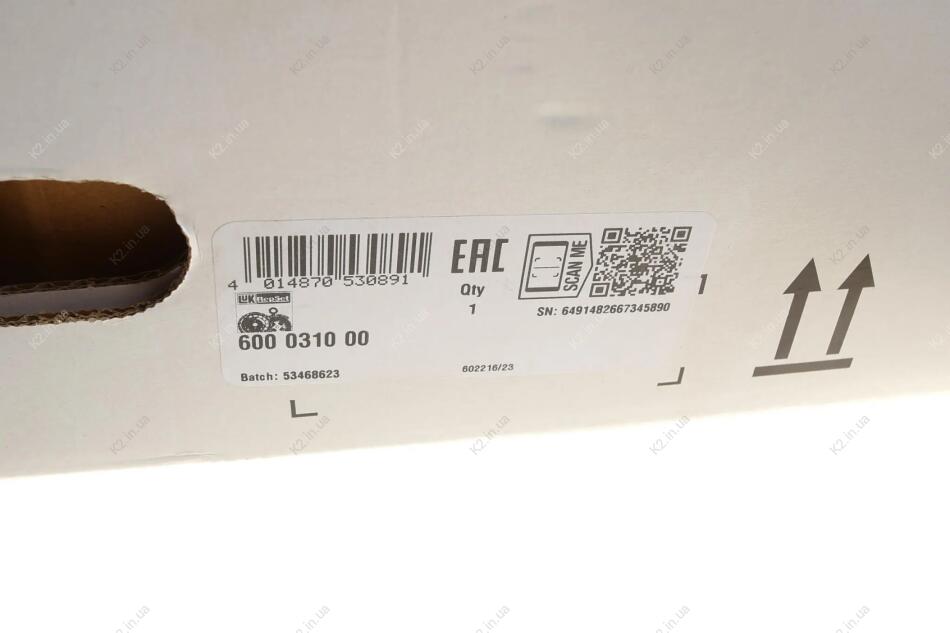 4 014870 530891
EAC
Qty
1
SCAN ME
SN: 6491482667345890
LUK RepSet
600 0310 00
Batch: 53468623
602216/23
K2.in.ua